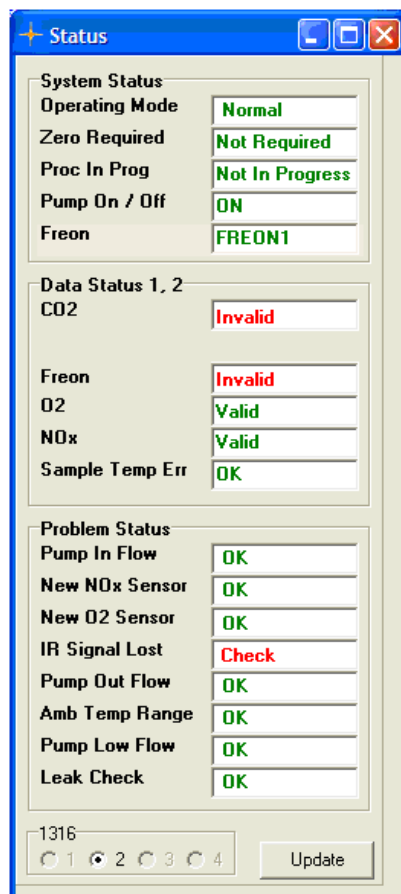 Status
System Status
Operating Mode Normal
Zero Required Not Required
Proc In Prog Not In Progress
Pump On / Off ON
Freon FREON1
Data Status 1, 2
CO2 Invalid
Freon Invalid
O2 Valid
NOx Valid
Sample Temp Err OK
Problem Status
Pump In Flow OK
New NOx Sensor OK
New O2 Sensor OK
IR Signal Lost Check
Pump Out Flow OK
Amb Temp Range OK
Pump Low Flow OK
Leak Check OK
1316
1 2 3 4 Update